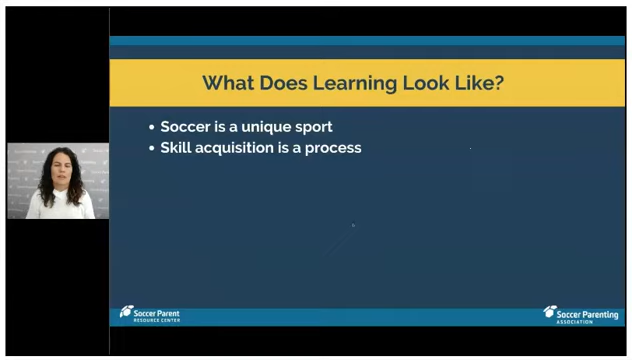 What Does Learning Look Like?
• Soccer is a unique sport
• Skill acquisition is a process
Soccer Parent
RESOURCE CENTER
Soccer Parenting
ASSOCIATION